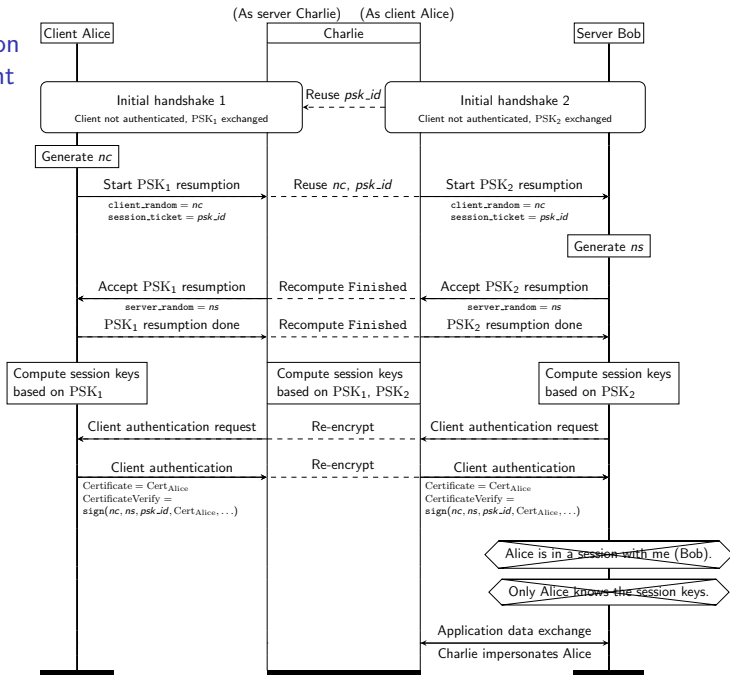 (As server Charlie) (As client Alice)
Client Alice
Charlie
Server Bob
on
nt
Reuse psk_id
Initial handshake 1
Client not authenticated, PSK₁ exchanged
Initial handshake 2
Client not authenticated, PSK₂ exchanged
Generate nc
Start PSK₁ resumption
client_random = nc
session_ticket = psk_id
Reuse nc, psk_id
Start PSK₂ resumption
client_random = nc
session_ticket = psk_id
Generate ns
Accept PSK₁ resumption
server_random = ns
Recompute Finished
Accept PSK₂ resumption
server_random = ns
PSK₁ resumption done
Recompute Finished
PSK₂ resumption done
Compute session keys
based on PSK₁
Compute session keys
based on PSK₁, PSK₂
Compute session keys
based on PSK₂
Client authentication request
Re-encrypt
Client authentication request
Client authentication
Certificate = Cert_Alice
CertificateVerify =
sign(nc, ns, psk_id, Cert_Alice, ...)
Re-encrypt
Client authentication
Certificate = Cert_Alice
CertificateVerify =
sign(nc, ns, psk_id, Cert_Alice, ...)
Alice is in a session with me (Bob).
Only Alice knows the session keys.
Application data exchange
Charlie impersonates Alice